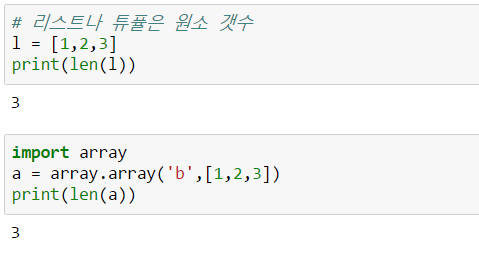 # 리스트나 튜플은 원소 갯수
l = [1,2,3]
print(len(l))
3
import array
a = array.array('b',[1,2,3])
print(len(a))
3